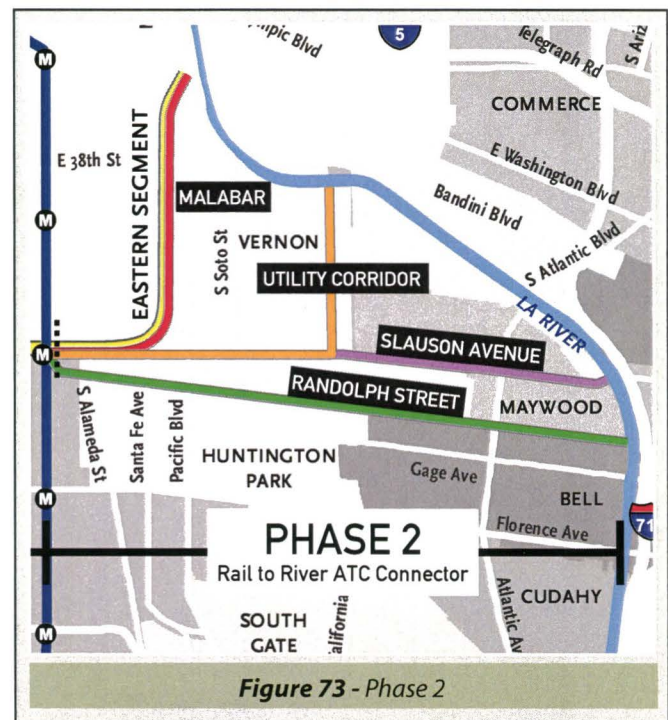 5
Telegraph Rd
COMMERCE
M
E 38th St
EASTERN SEGMENT
MALABAR
E Washington Blvd
Bandini Blvd
S Soto St
VERNON
M
S Atlantic Blvd
UTILITY CORRIDOR
LA RIVER
M
SLAUSON AVENUE
RANDOLPH STREET
MAYWOOD
S Alameda St
Santa Fe Ave
Pacific Blvd
HUNTINGTON
PARK
Gage Ave
M
BELL
71
PHASE 2
Rail to River ATC Connector
Florence Ave
Atlantic Av
CUDAHY
SOUTH
GATE
alifornia
M
Figure 73 - Phase 2